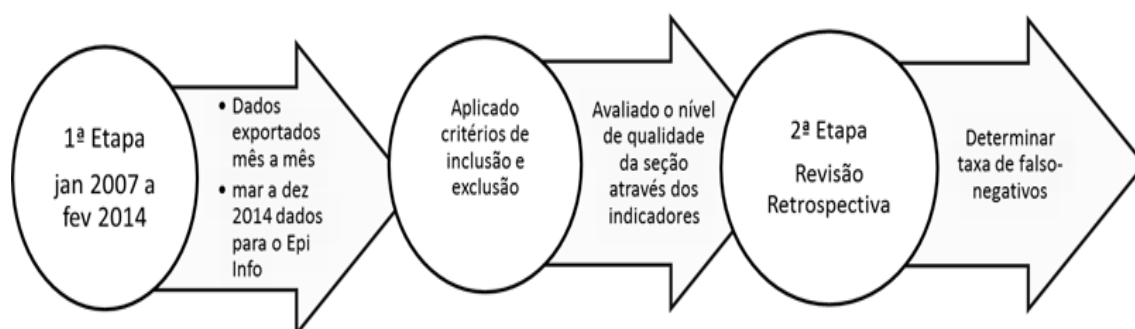 1ª Etapa
jan 2007 a
fev 2014
• Dados
exportados
mês a mês
• mar a dez
2014 dados
para o Epi
Info
Aplicado
critérios de
inclusão e
exclusão
Avaliado o nível
de qualidade
da seção
através dos
indicadores
2ª Etapa
Revisão
Retrospectiva
Determinar
taxa de falso-
negativos